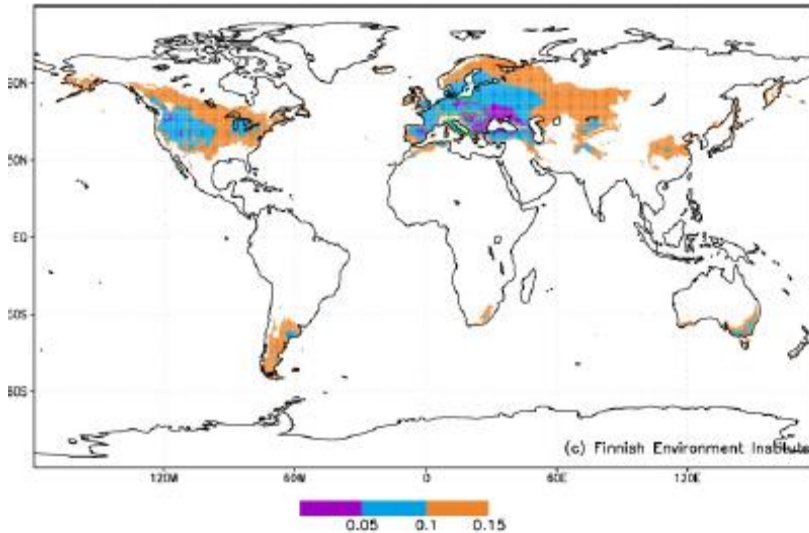 60N
30N
EQ
30S
60S
(c) Finnish Environment Institute
120W 60W 0 60E 120E
0.05 0.1 0.15